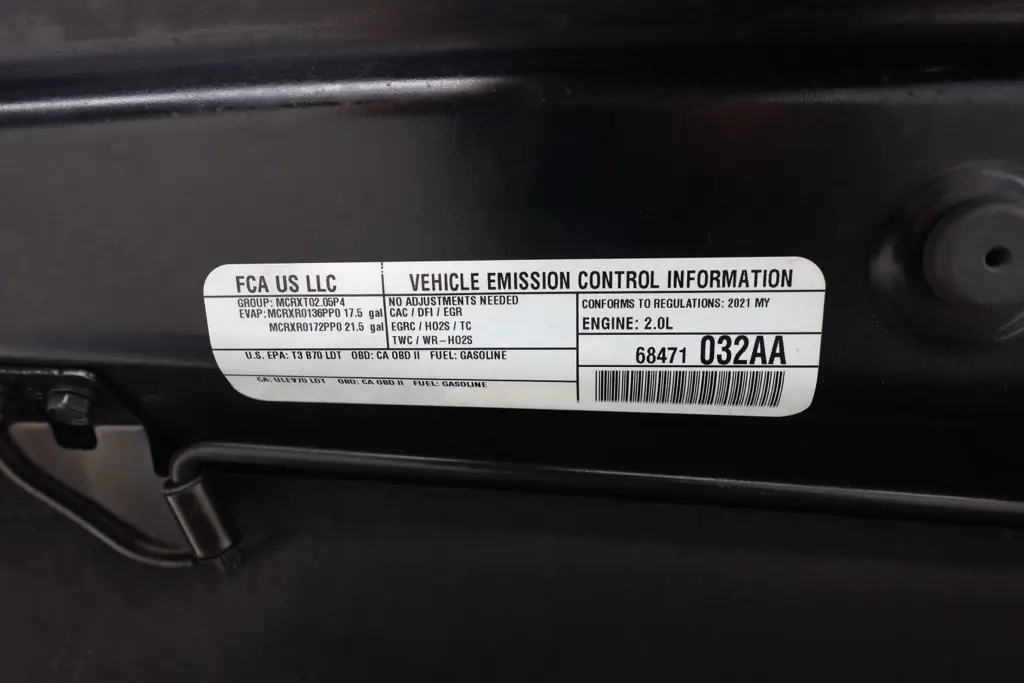 FCA US LLC
VEHICLE EMISSION CONTROL INFORMATION
GROUP: MCRXT02.05P4
EVAP: MCRXR0136PP0 17.5 gal
MCRXR0172PP0 21.5 gal
NO ADJUSTMENTS NEEDED
CAC / DFI / EGR
EGRC / HO2S / TC
TWC / WR-HO2S
CONFORMS TO REGULATIONS: 2021 MY
ENGINE: 2.0L
U.S. EPA: T3 B70 LDT OBD: CA OBD II FUEL: GASOLINE
CA: ULEV70 LDT OBD: CA OBD II FUEL: GASOLINE
68471 032AA